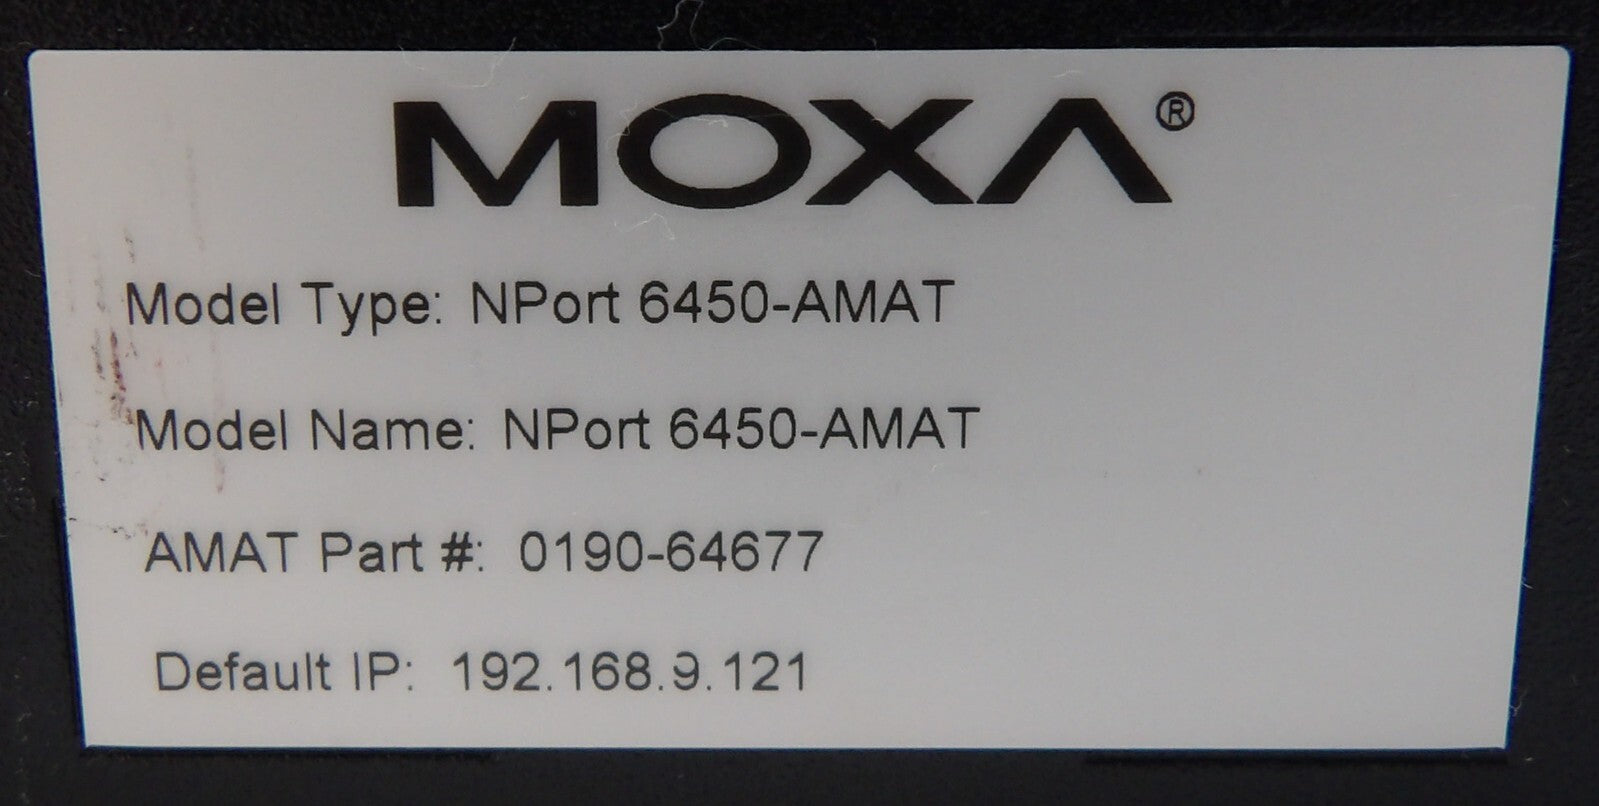 MOXA®
Model Type: NPort 6450-AMAT
Model Name: NPort 6450-AMAT
AMAT Part #: 0190-64677
Default IP: 192.168.9.121